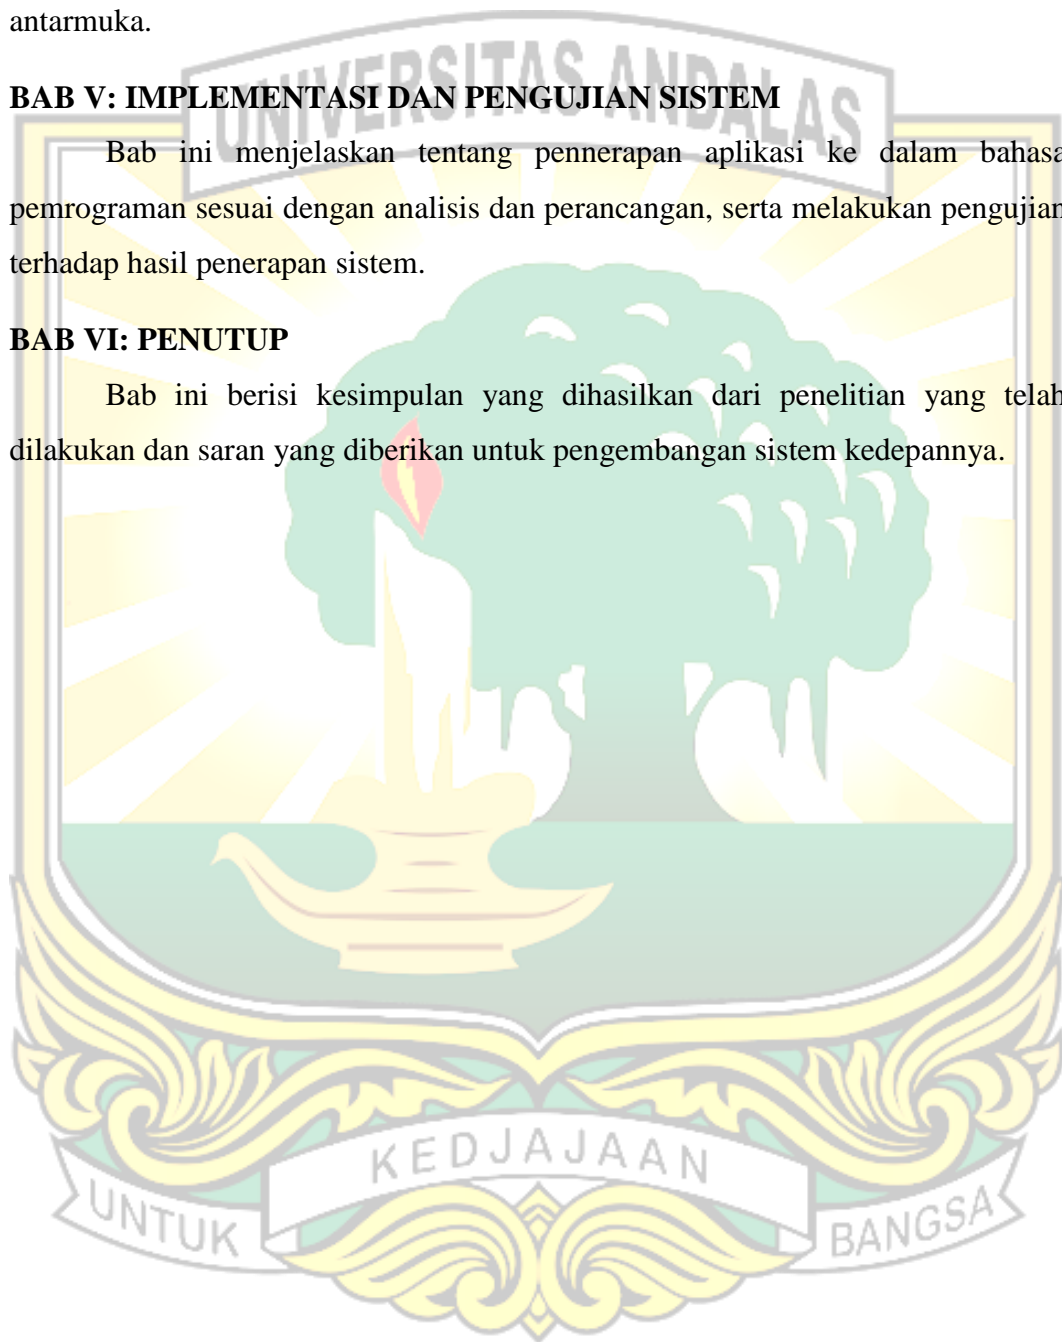 antarmuka.
UNIVERSITAS ANDALAS
BAB V: IMPLEMENTASI DAN PENGUJIAN SISTEM
Bab ini menjelaskan tentang pennerapan aplikasi ke dalam bahasa
pemrograman sesuai dengan analisis dan perancangan, serta melakukan pengujian
terhadap hasil penerapan sistem.
BAB VI: PENUTUP
Bab ini berisi kesimpulan yang dihasilkan dari penelitian yang telah
dilakukan dan saran yang diberikan untuk pengembangan sistem kedepannya.
UNTUK KEDJAJAAN BANGSA